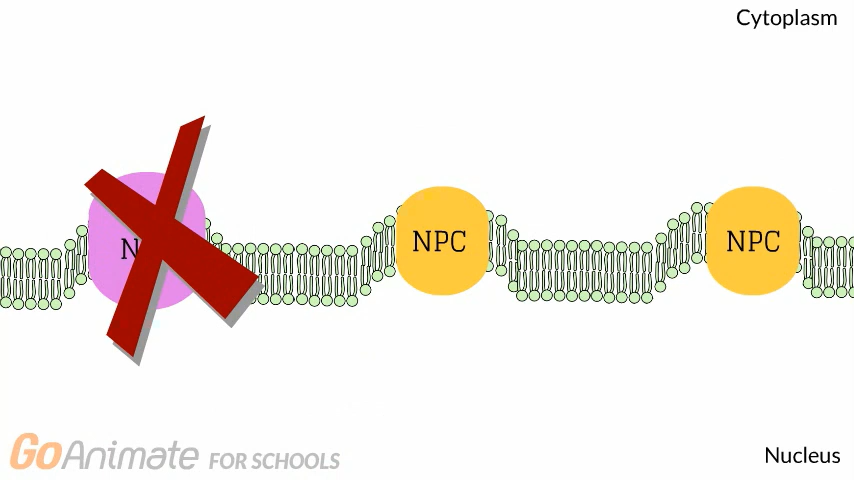 Cytoplasm
NPC
NPC
GoAnimate FOR SCHOOLS
Nucleus